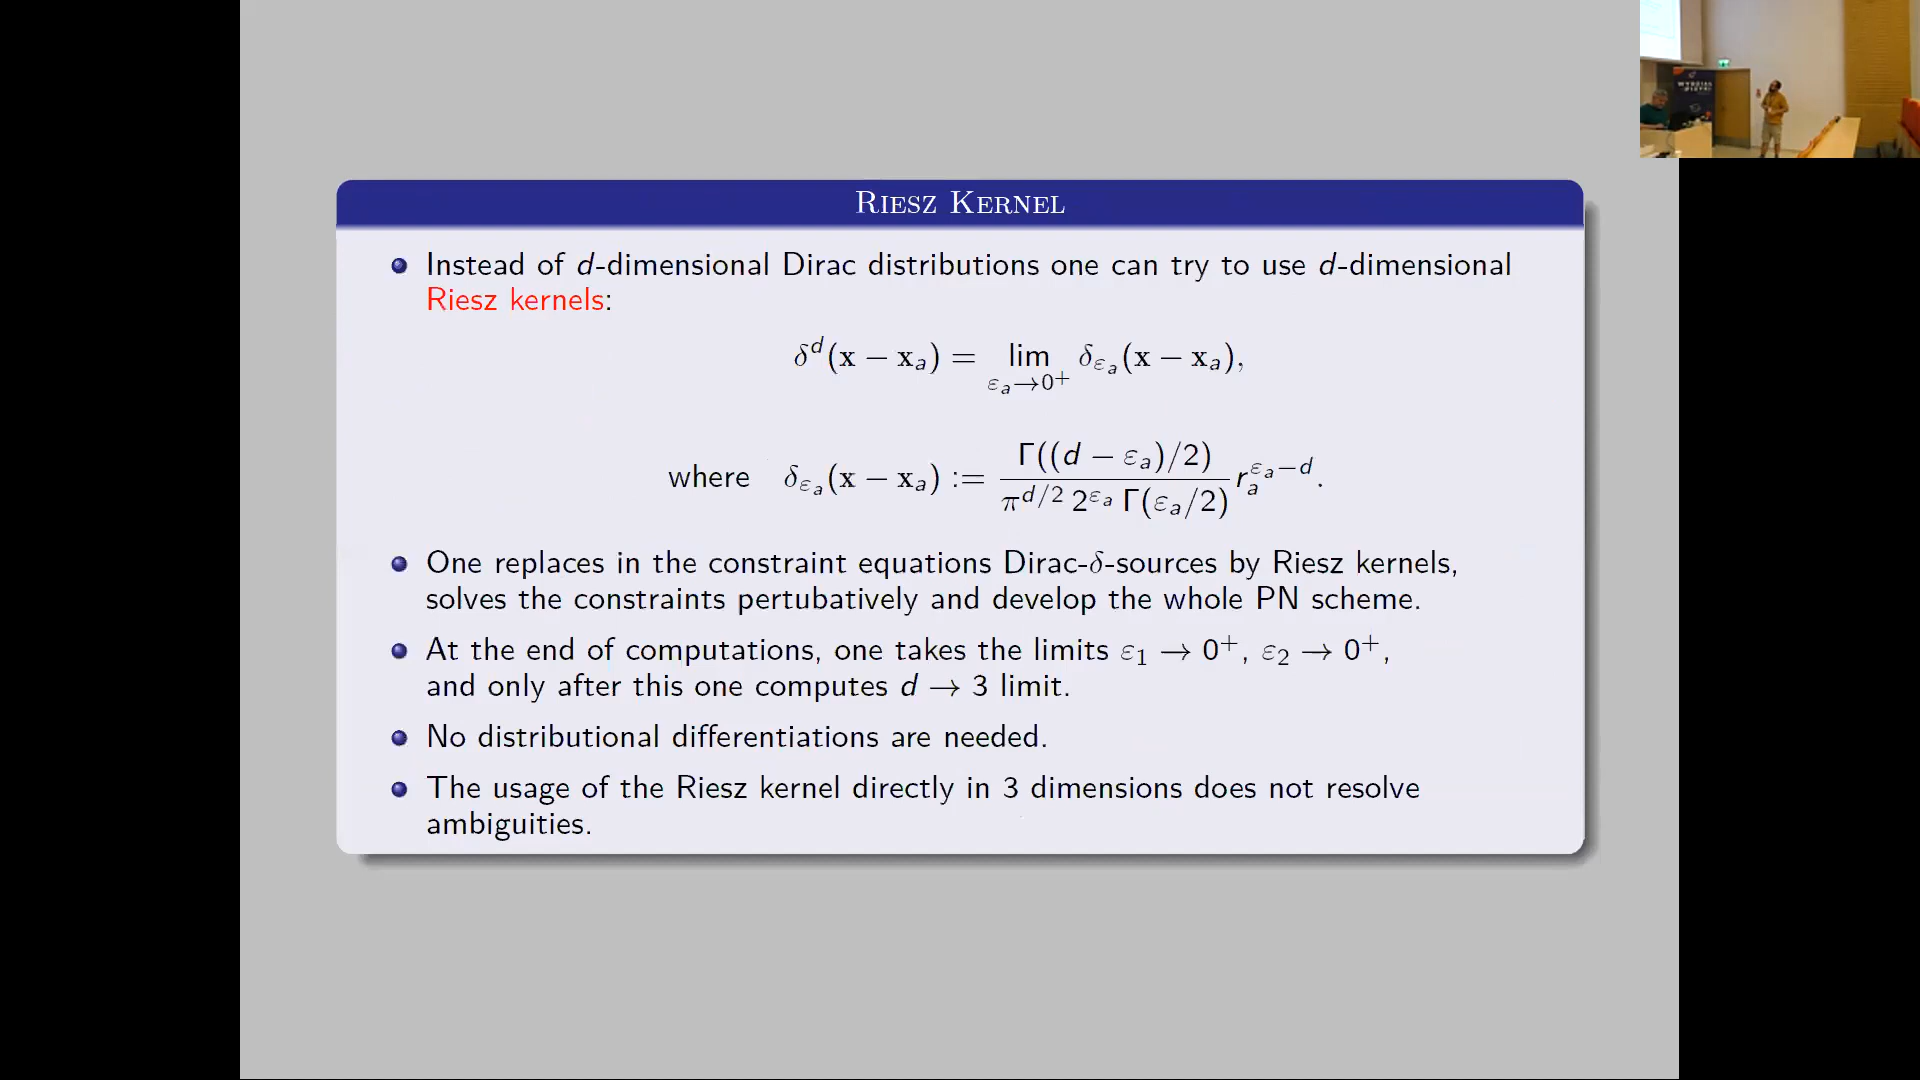 Riesz Kernel
Instead of d-dimensional Dirac distributions one can try to use d-dimensional
Riesz kernels:
δ^d(x − x_a) = lim_{ε_a→0^+} δ_{ε_a}(x − x_a),
where δ_{ε_a}(x − x_a) := Γ((d − ε_a)/2) / (π^{d/2} 2^{ε_a} Γ(ε_a/2)) r_a^{ε_a−d}.
One replaces in the constraint equations Dirac-δ-sources by Riesz kernels,
solves the constraints pertubatively and develop the whole PN scheme.
At the end of computations, one takes the limits ε_1 → 0^+, ε_2 → 0^+,
and only after this one computes d → 3 limit.
No distributional differentiations are needed.
The usage of the Riesz kernel directly in 3 dimensions does not resolve
ambiguities.